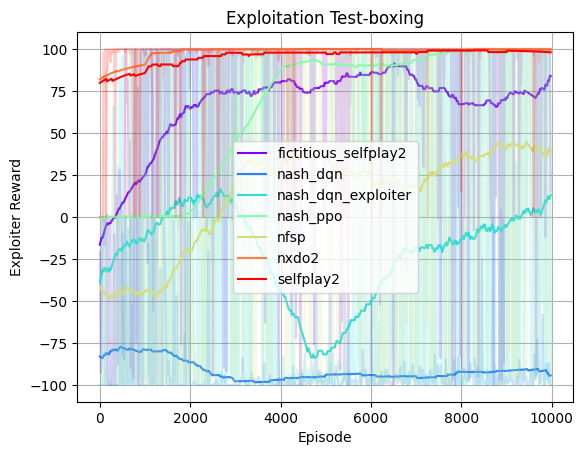 Exploitation Test-boxing
Exploiter Reward
100
75
50
25
0
−25
−50
−75
−100
fictitious_selfplay2
nash_dqn
nash_dqn_exploiter
nash_ppo
nfsp
nxdo2
selfplay2
0 2000 4000 6000 8000 10000
Episode